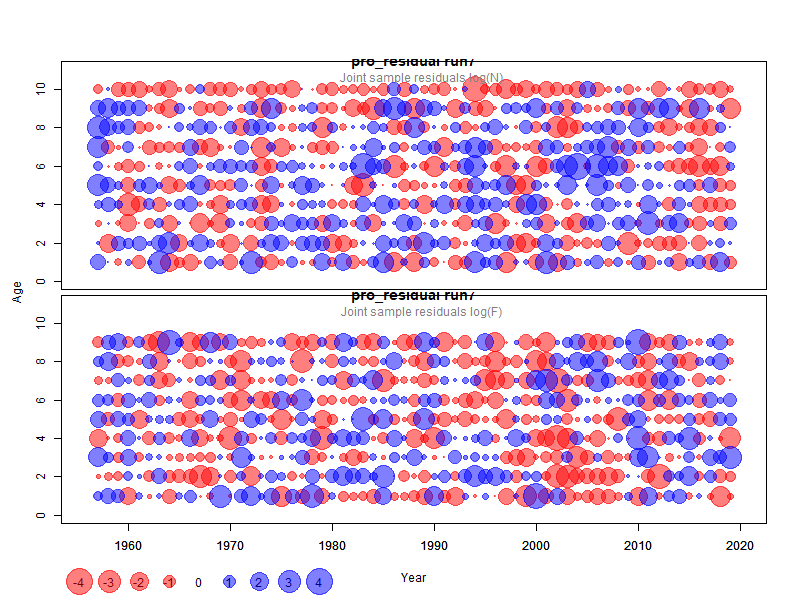 pro_residual run7
Joint sample residuals log(N)
10
8
6
4
2
0
Age
pro_residual run7
Joint sample residuals log(F)
10
8
6
4
2
0
1960 1970 1980 1990 2000 2010 2020
Year
-4 -3 -2 -1 0 1 2 3 4